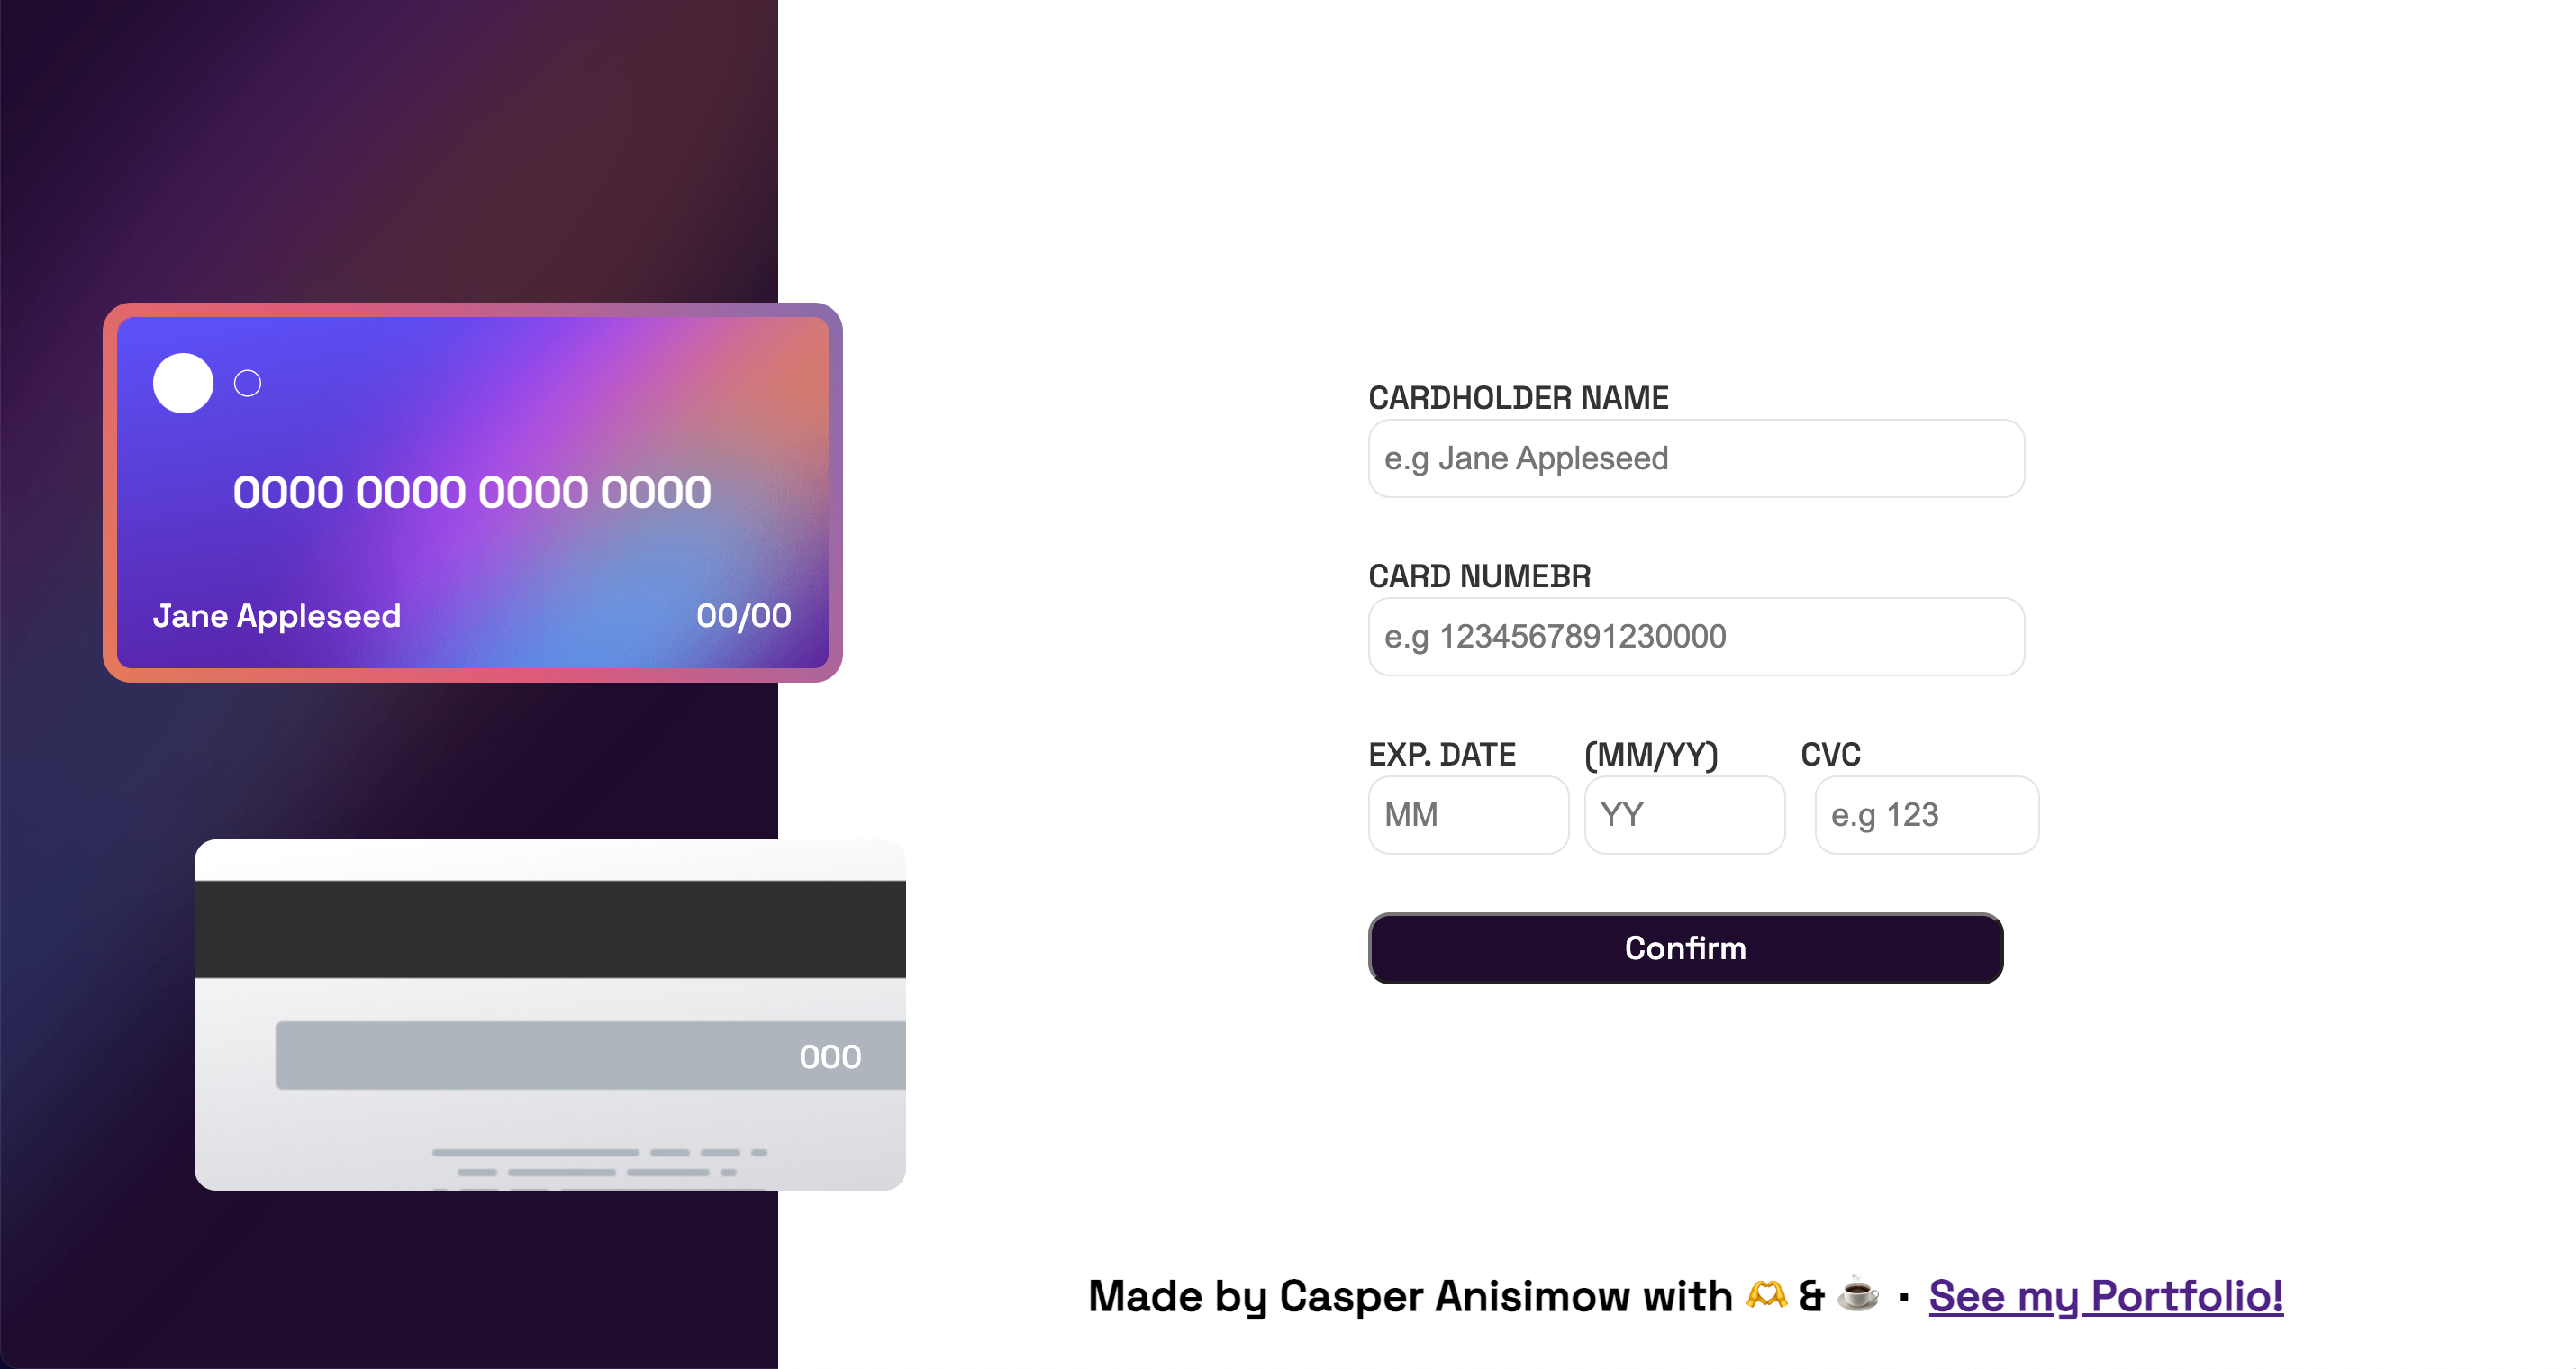 0000 0000 0000 0000
Jane Appleseed 00/00
000
CARDHOLDER NAME
e.g Jane Appleseed
CARD NUMEBR
e.g 1234567891230000
EXP. DATE (MM/YY) CVC
MM YY e.g 123
Confirm
Made by Casper Anisimow with 🫶 & ☕ · See my Portfolio!